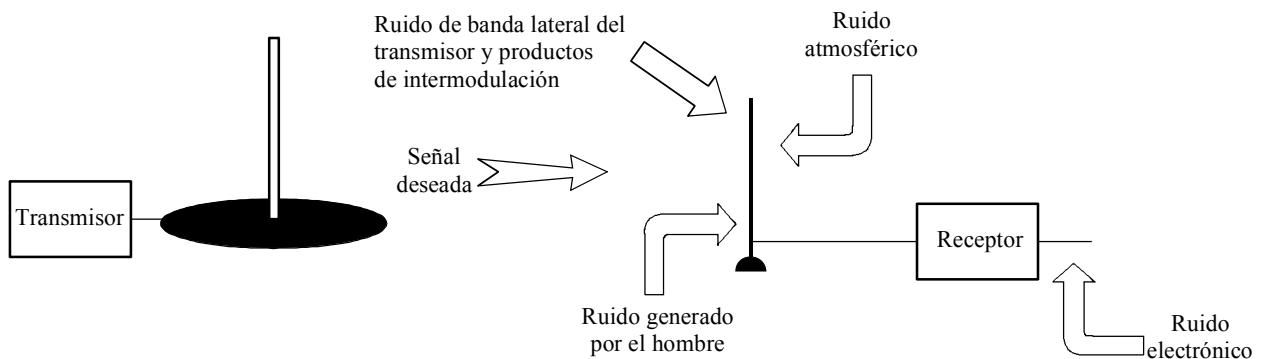 Ruido de banda lateral del
transmisor y productos
de intermodulación
Ruido
atmosférico
Señal
deseada
Transmisor
Receptor
Ruido generado
por el hombre
Ruido
electrónico